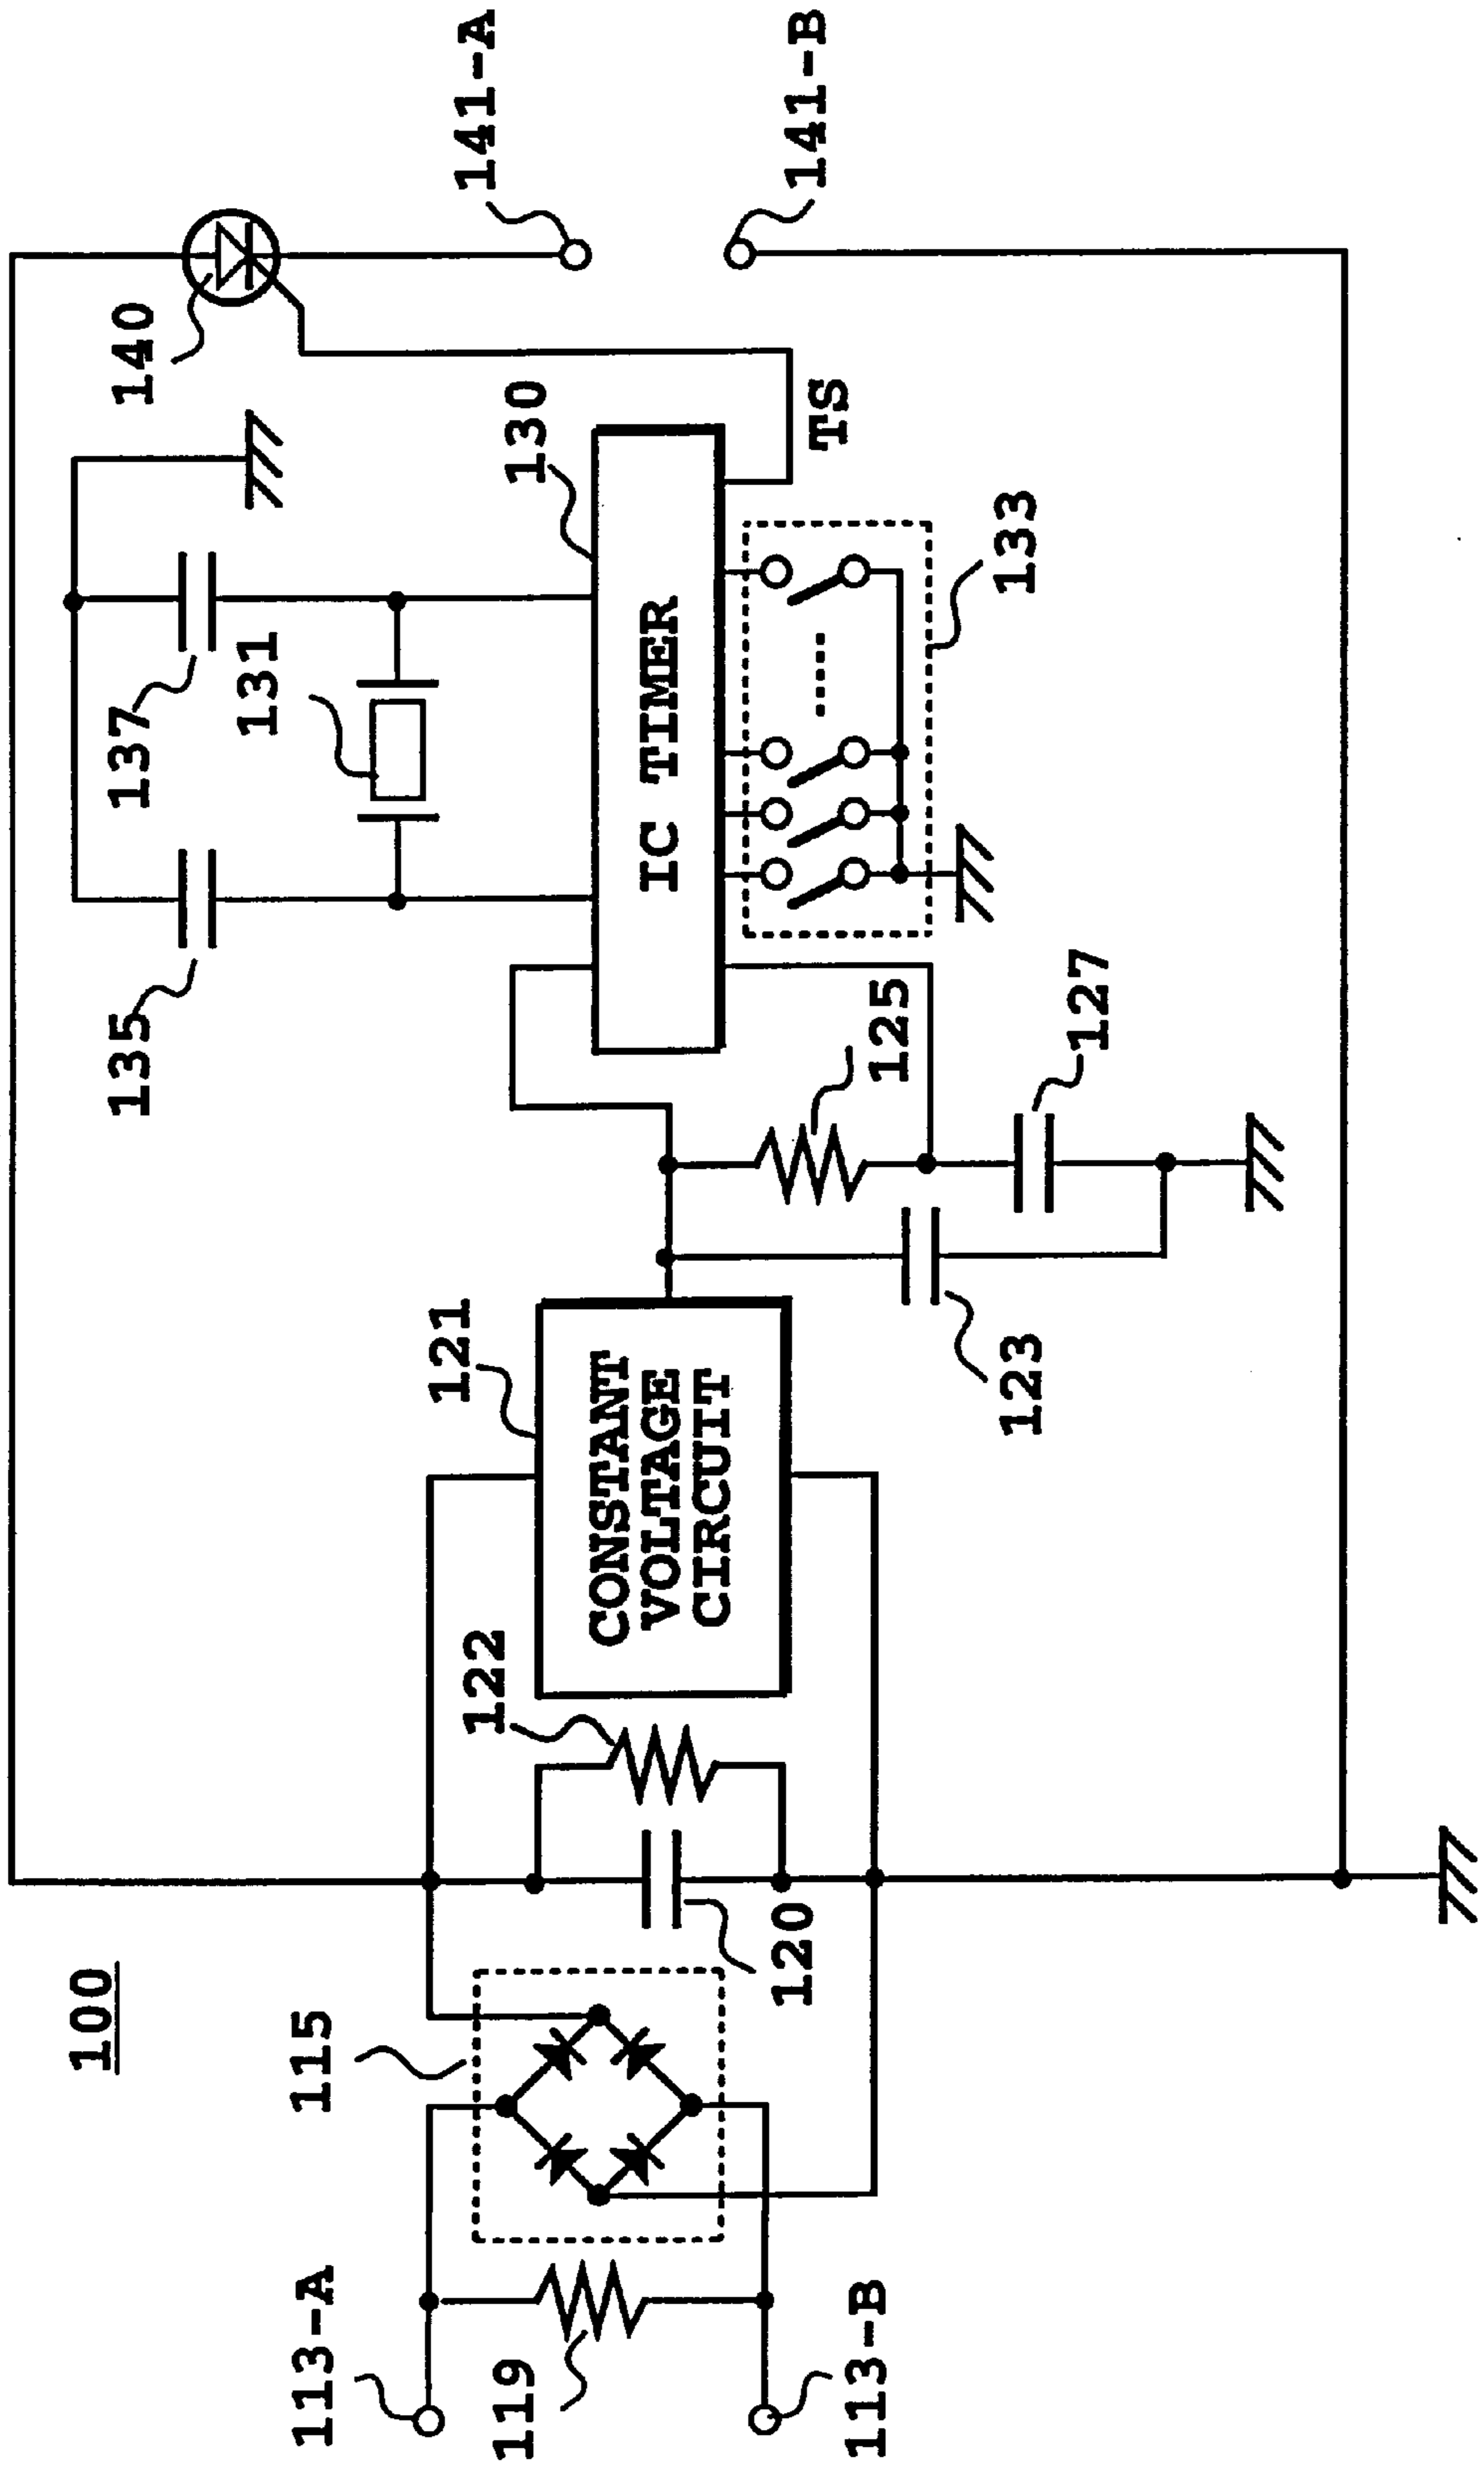 100
113-A
113-B
119
115
120
122
121
CONSTANT
VOLTAGE
CIRCUIT
123
125
127
135
137
131
130
IC TIMER
133
TS
140
141-A
141-B